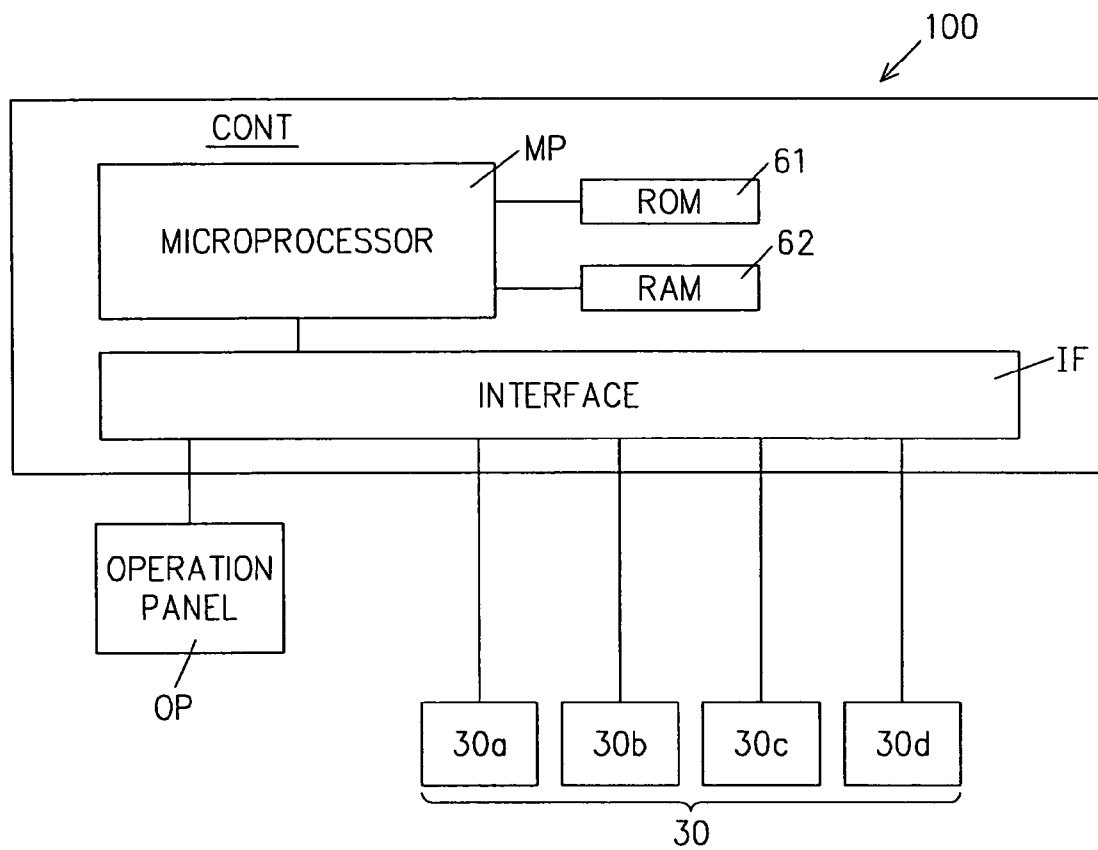 100
CONT
MP
61
ROM
MICROPROCESSOR
62
RAM
IF
INTERFACE
OPERATION
PANEL
OP
30a
30b
30c
30d
30